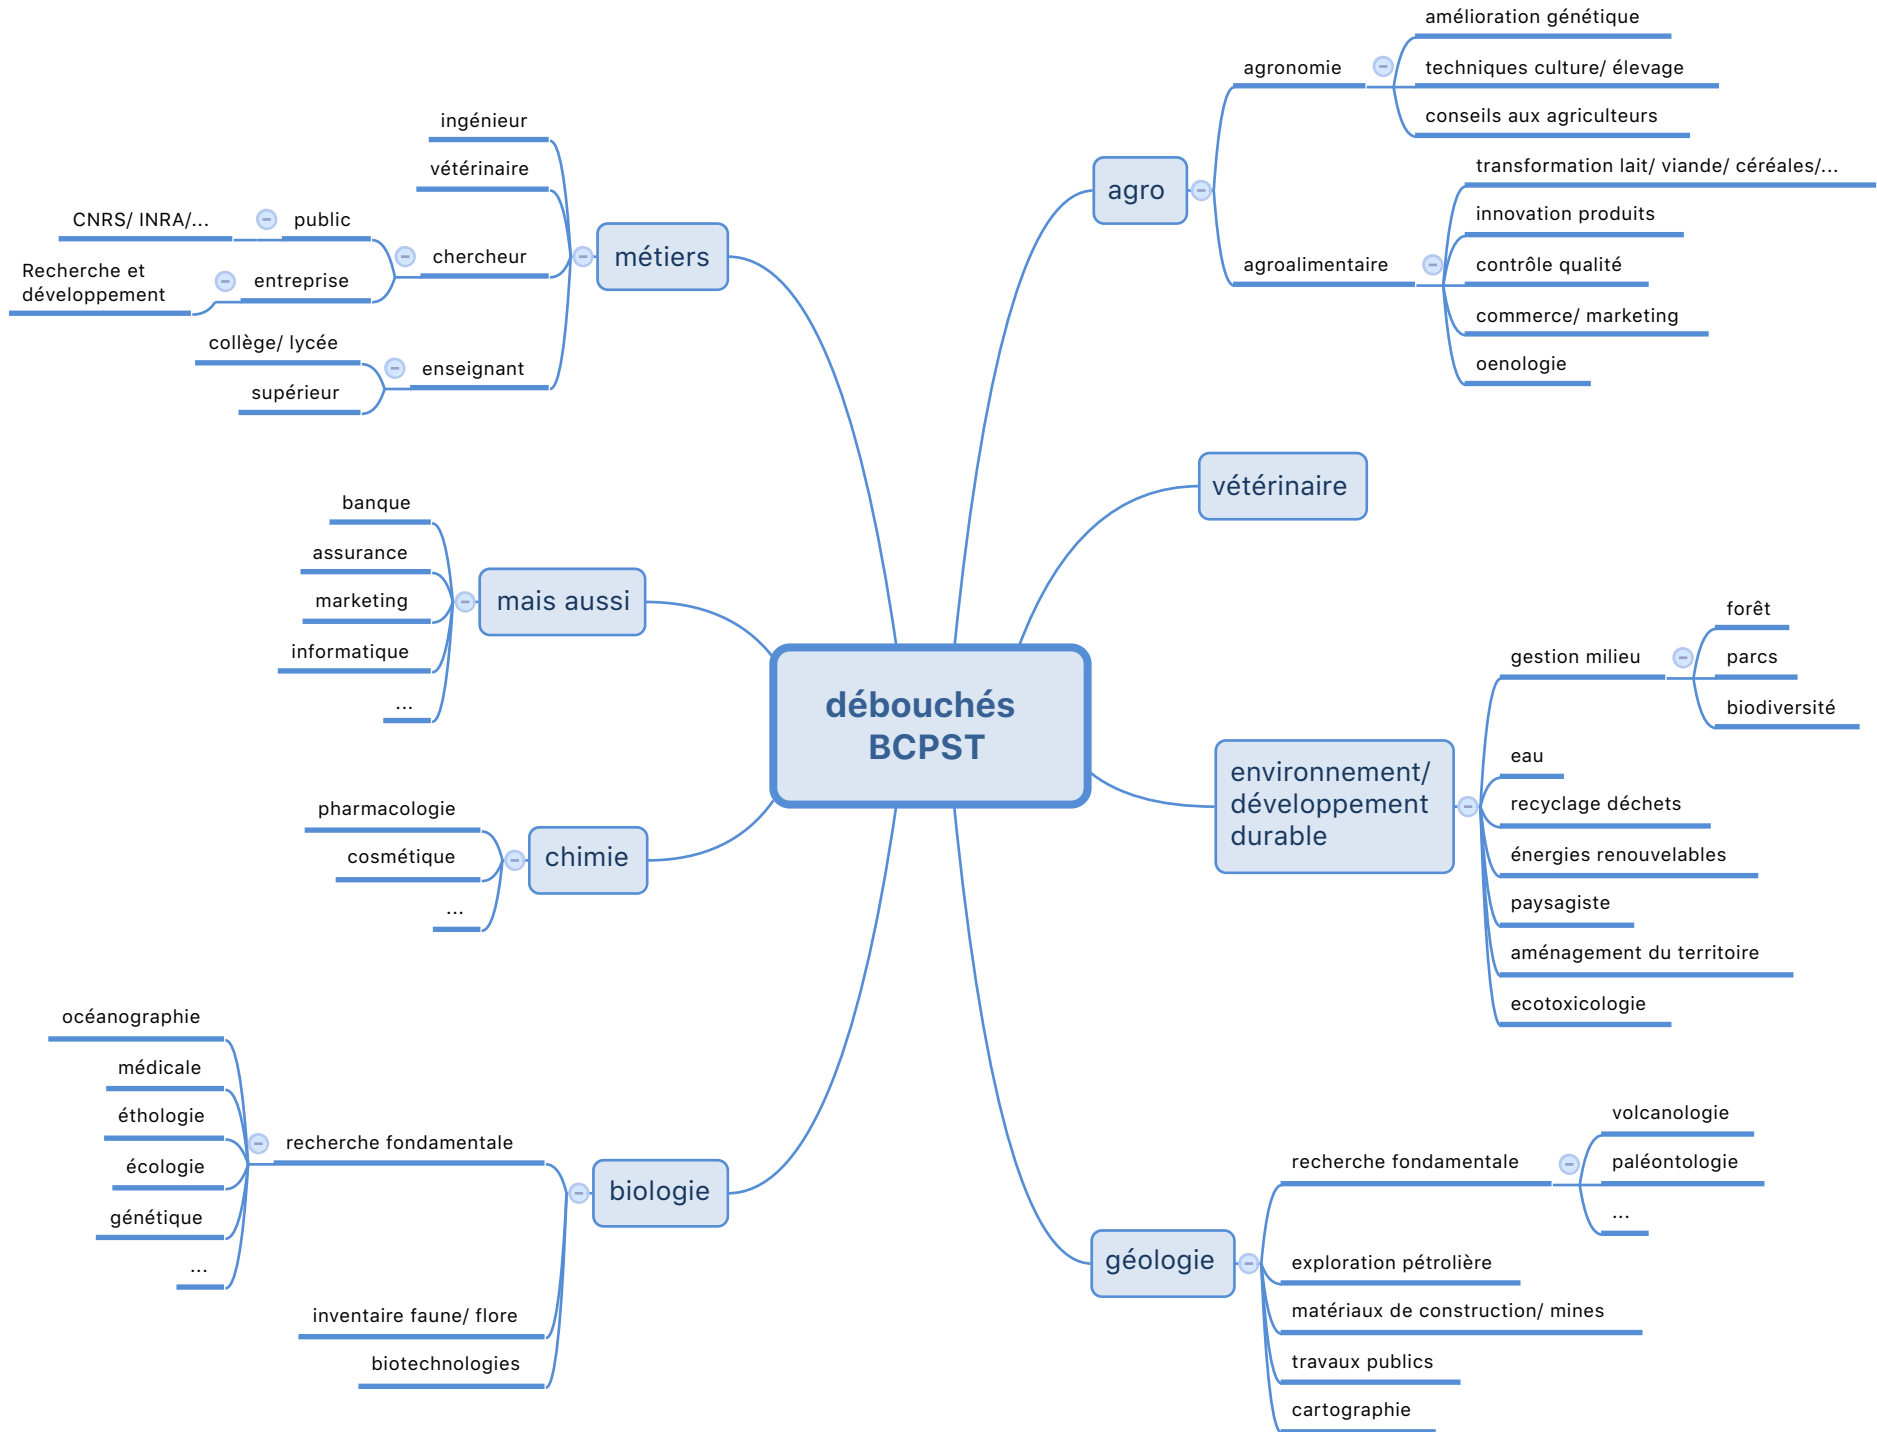 débouchés
BCPST
agro
agronomie
amélioration génétique
techniques culture/ élevage
conseils aux agriculteurs
agroalimentaire
transformation lait/ viande/ céréales/...
innovation produits
contrôle qualité
commerce/ marketing
oenologie
vétérinaire
environnement/
développement
durable
gestion milieu
forêt
parcs
biodiversité
eau
recyclage déchets
énergies renouvelables
paysagiste
aménagement du territoire
ecotoxicologie
géologie
recherche fondamentale
volcanologie
paléontologie
...
exploration pétrolière
matériaux de construction/ mines
travaux publics
cartographie
métiers
ingénieur
vétérinaire
chercheur
public
CNRS/ INRA/...
entreprise
Recherche et
développement
enseignant
collège/ lycée
supérieur
mais aussi
banque
assurance
marketing
informatique
...
chimie
pharmacologie
cosmétique
...
biologie
recherche fondamentale
océanographie
médicale
éthologie
écologie
génétique
...
inventaire faune/ flore
biotechnologies